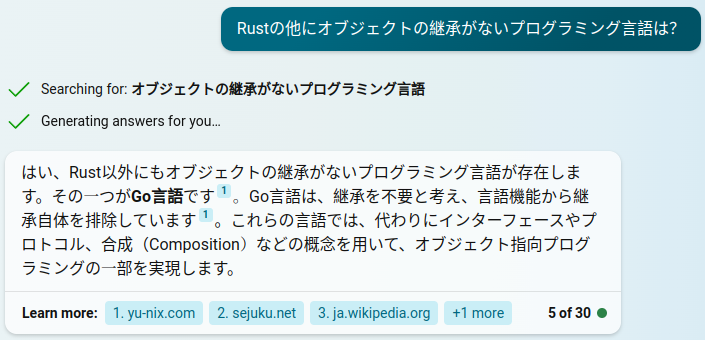 Rustの他にオブジェクトの継承がないプログラミング言語は?
Searching for: オブジェクトの継承がないプログラミング言語
Generating answers for you...
はい、Rust以外にもオブジェクトの継承がないプログラミング言語が存在しま
す。その一つがGo言語です 1 。Go言語は、継承を不要と考え、言語機能から継
承自体を排除しています 1 。これらの言語では、代わりにインターフェースやプ
ロトコル、合成（Composition）などの概念を用いて、オブジェクト指向プログ
ラミングの一部を実現します。
Learn more: 1. yu-nix.com 2. sejuku.net 3. ja.wikipedia.org +1 more 5 of 30